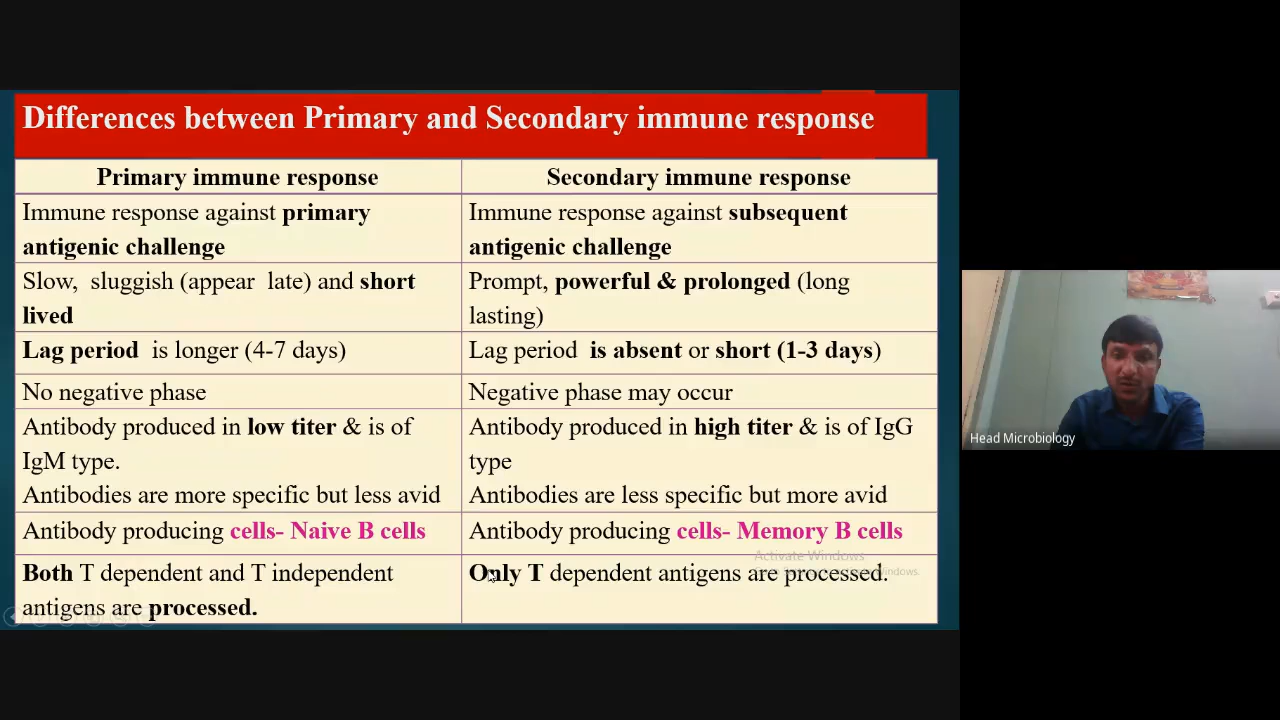 Differences between Primary and Secondary immune response
Primary immune response
Secondary immune response
Immune response against primary
antigenic challenge
Immune response against subsequent
antigenic challenge
Slow, sluggish (appear late) and short
lived
Prompt, powerful & prolonged (long
lasting)
Lag period is longer (4-7 days)
Lag period is absent or short (1-3 days)
No negative phase
Negative phase may occur
Antibody produced in low titer & is of
IgM type.
Antibodies are more specific but less avid
Antibody produced in high titer & is of IgG
type
Antibodies are less specific but more avid
Antibody producing cells- Naive B cells
Antibody producing cells- Memory B cells
Both T dependent and T independent
antigens are processed.
Only T dependent antigens are processed.
Activate Windows
Head Microbiology